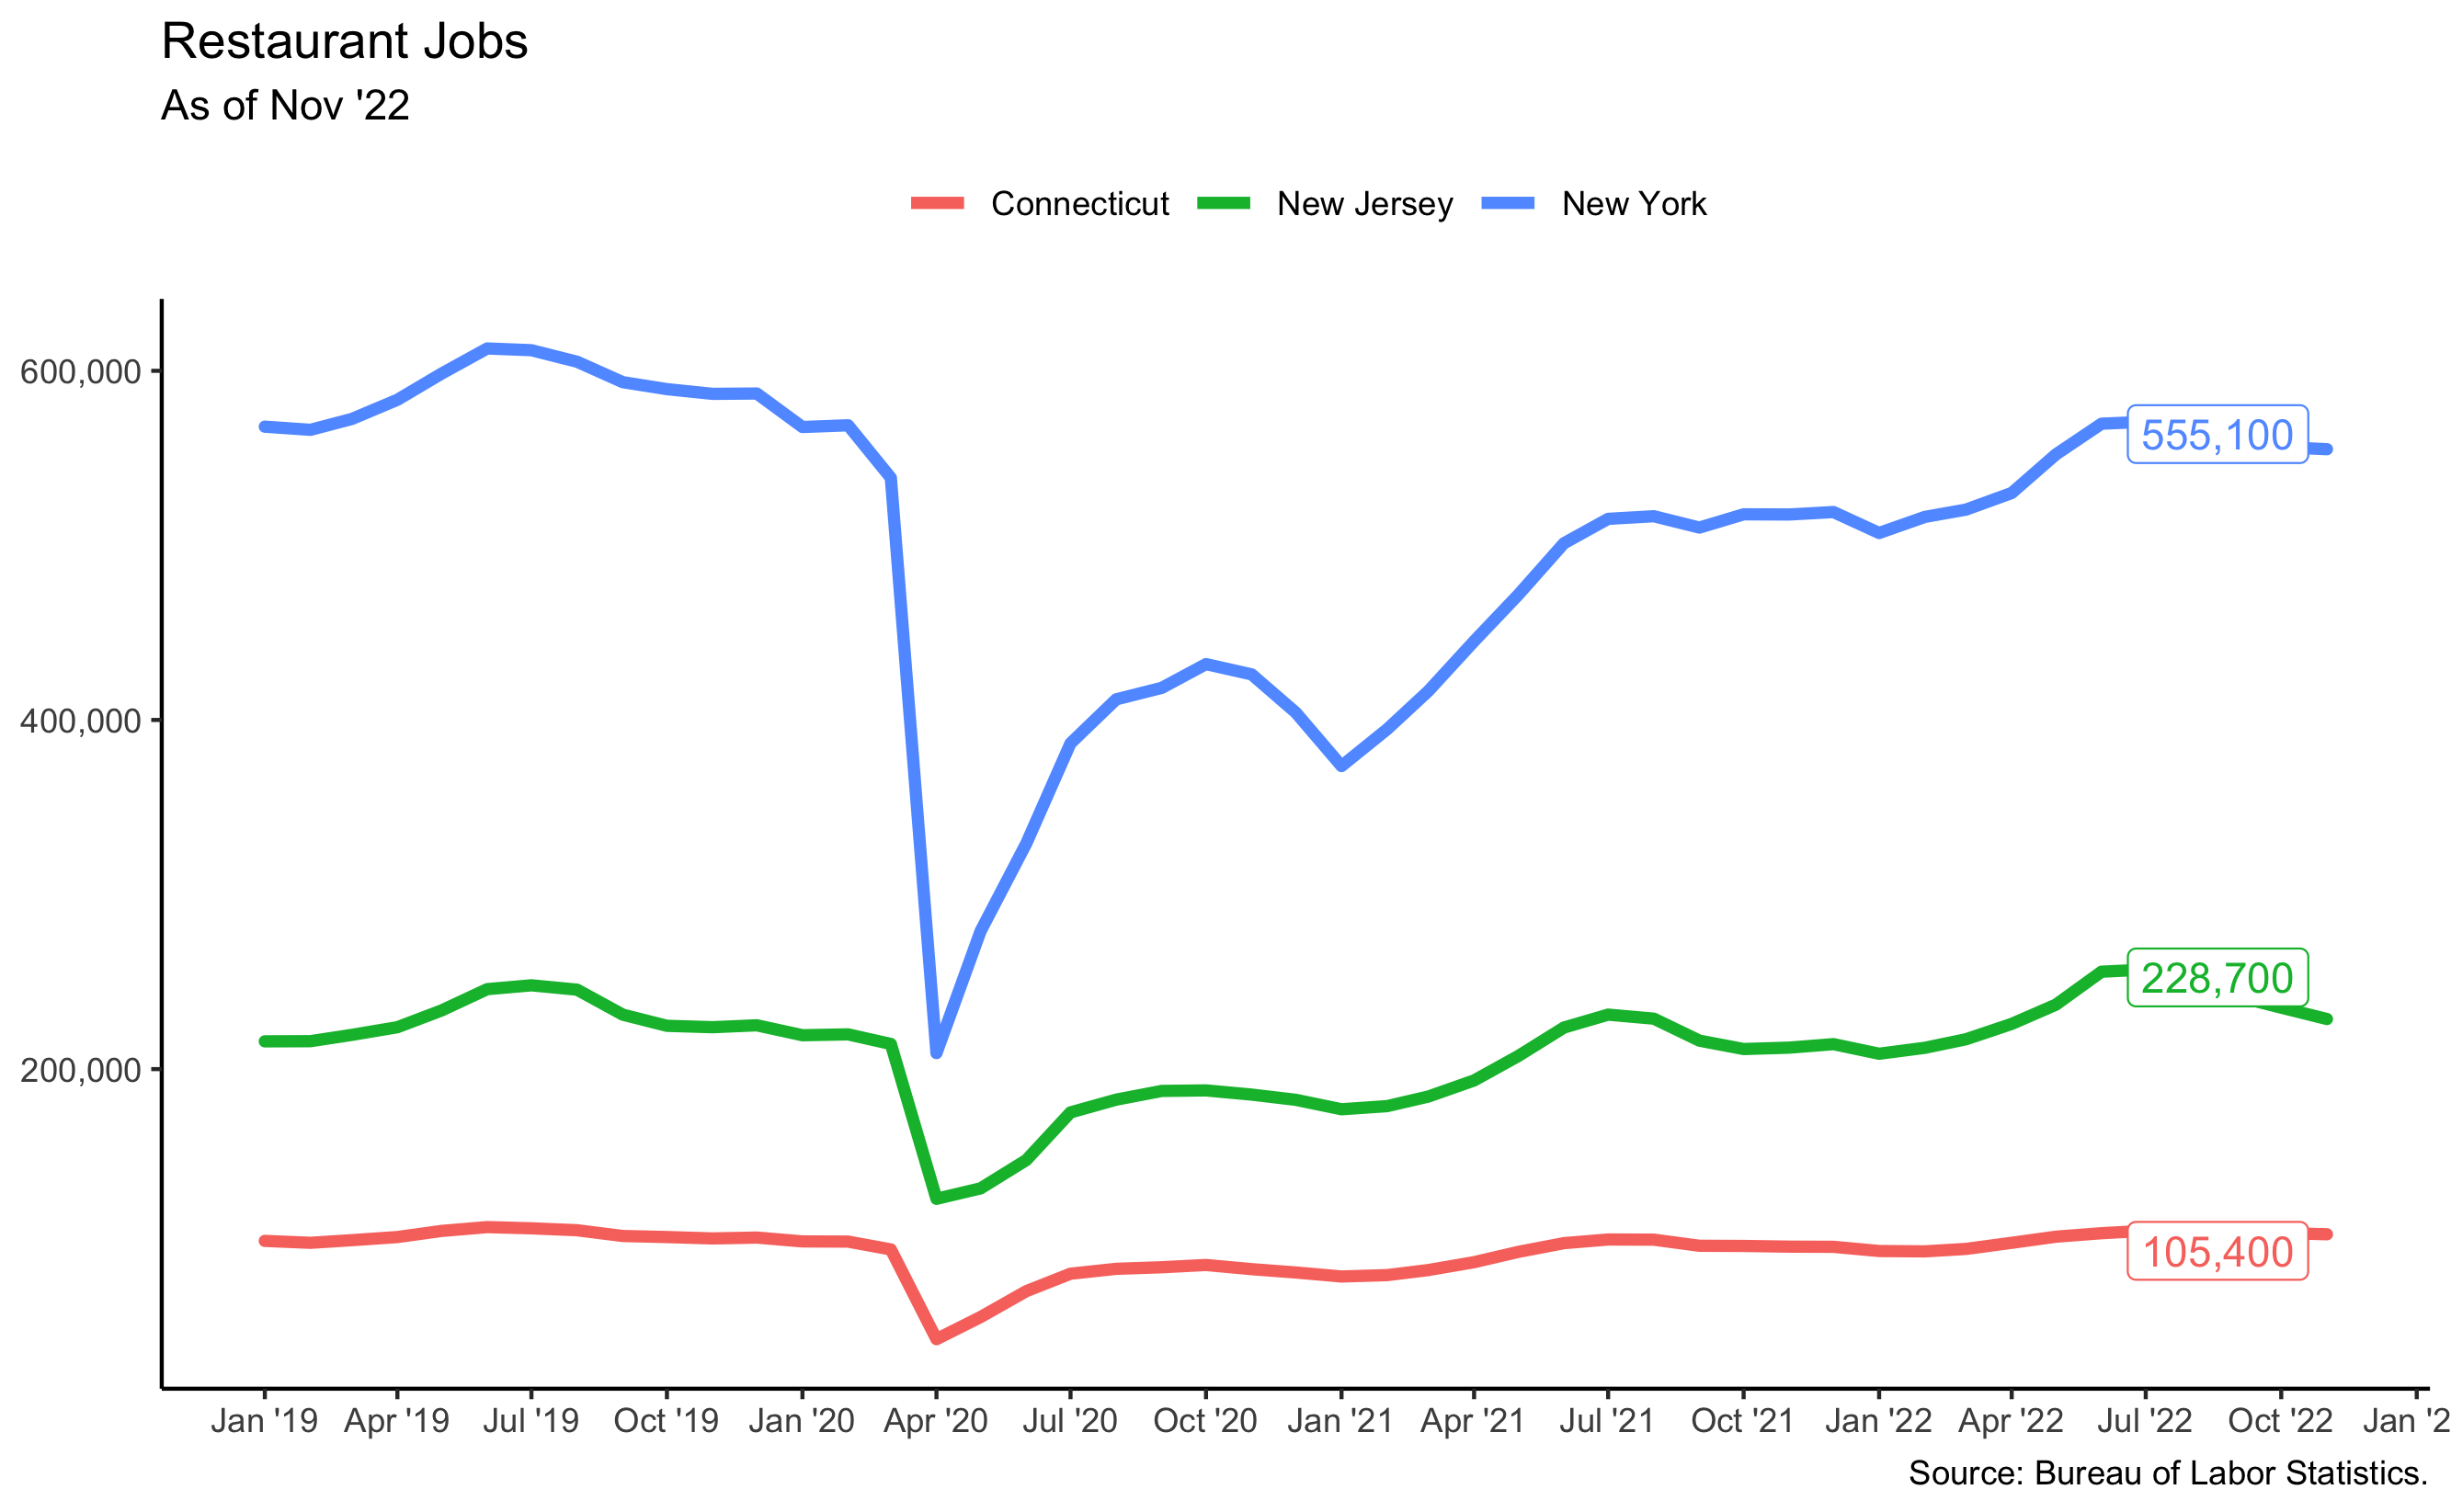 Restaurant Jobs
As of Nov '22
Connecticut New Jersey New York
600,000
400,000
200,000
555,100
228,700
105,400
Jan '19 Apr '19 Jul '19 Oct '19 Jan '20 Apr '20 Jul '20 Oct '20 Jan '21 Apr '21 Jul '21 Oct '21 Jan '22 Apr '22 Jul '22 Oct '22 Jan '2
Source: Bureau of Labor Statistics.